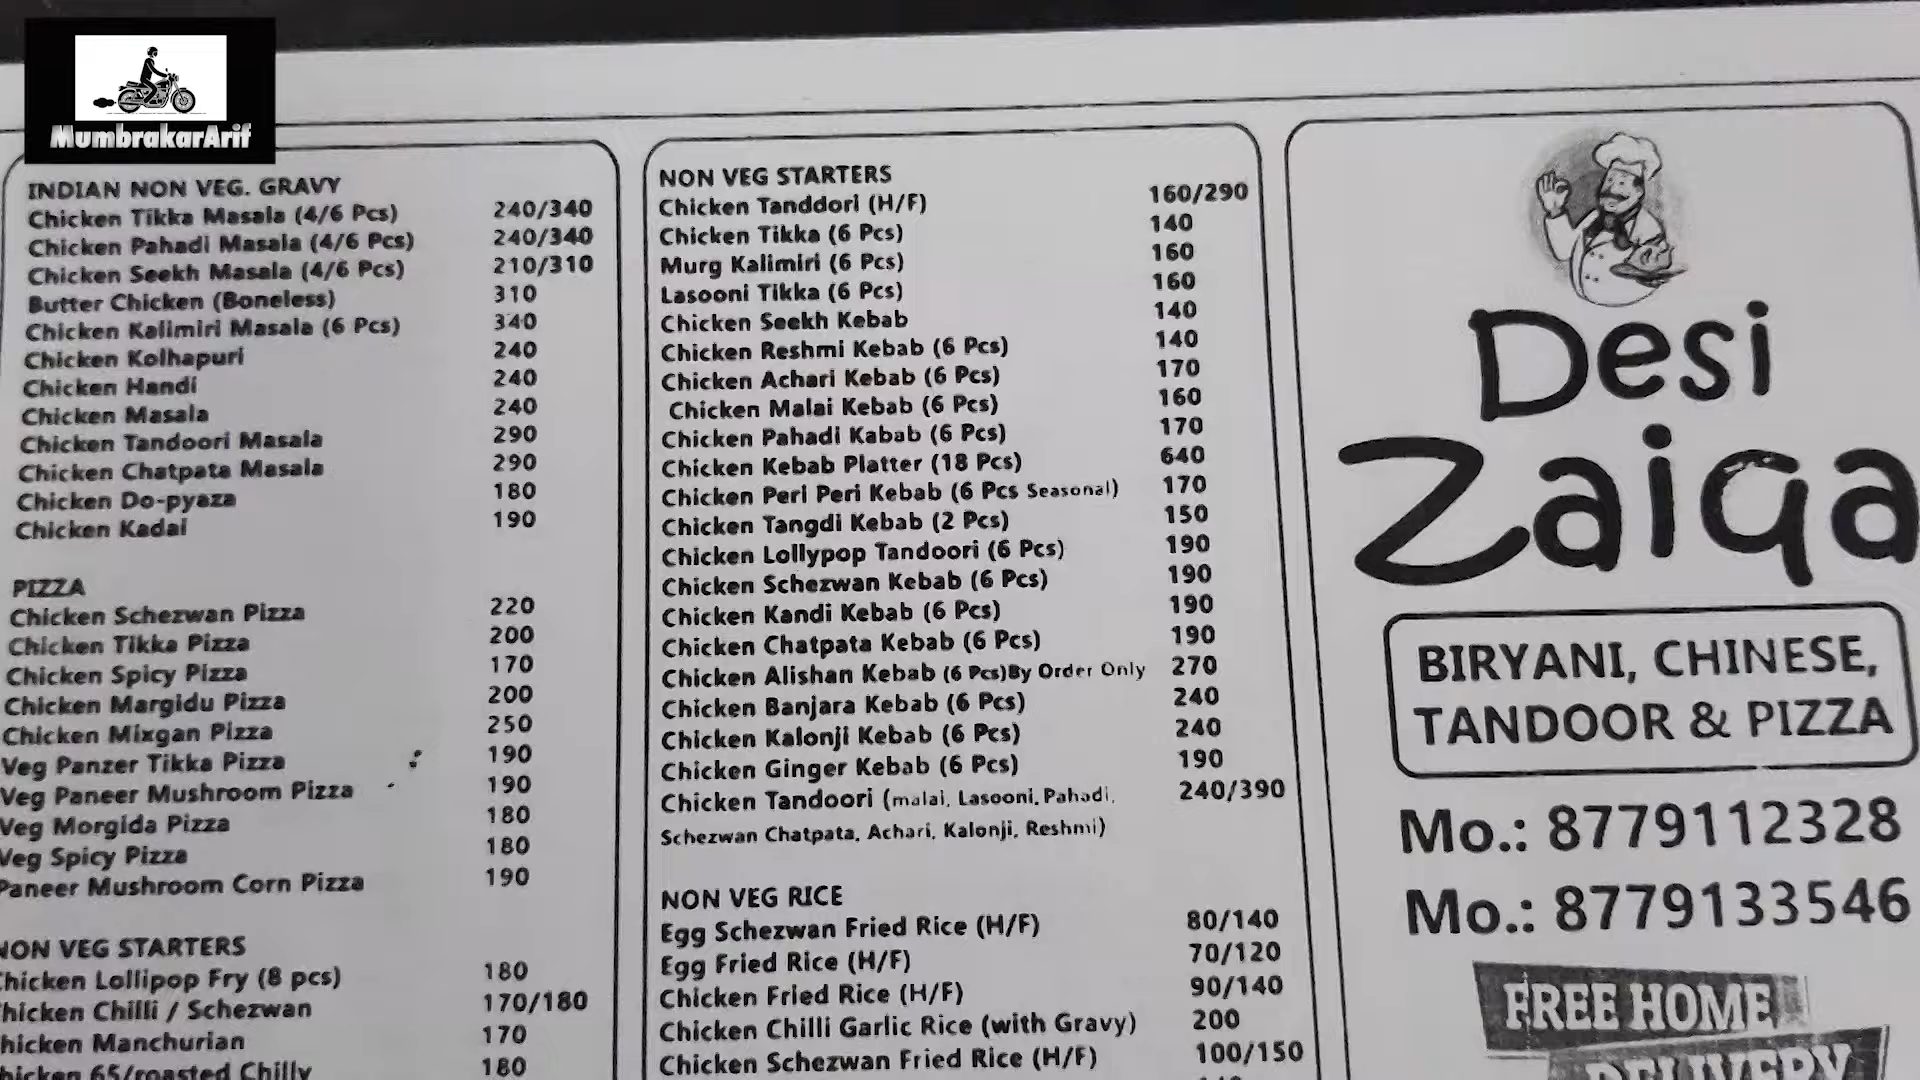 MumbrakarArif
INDIAN NON VEG. GRAVY
Chicken Tikka Masala (4/6 Pcs) 240/340
Chicken Pahadi Masala (4/6 Pcs) 240/340
Chicken Seekh Masala (4/6 Pcs) 210/310
Butter Chicken (Boneless) 310
Chicken Kalimiri Masala (6 Pcs) 340
Chicken Kolhapuri 240
Chicken Handi 240
Chicken Masala 240
Chicken Tandoori Masala 290
Chicken Chatpata Masala 290
Chicken Do-pyaza 180
Chicken Kadai 190
PIZZA
Chicken Schezwan Pizza 220
Chicken Tikka Pizza 200
Chicken Spicy Pizza 170
Chicken Margidu Pizza 200
Chicken Mixgan Pizza 250
Veg Panzer Tikka Pizza 190
Veg Paneer Mushroom Pizza 190
Veg Morgida Pizza 180
Veg Spicy Pizza 180
Paneer Mushroom Corn Pizza 190
NON VEG STARTERS
Chicken Lollipop Fry (8 pcs) 180
hicken Chilli / Schezwan 170/180
hicken Manchurian 170
hicken 65/roasted Chilly 180
NON VEG STARTERS
Chicken Tanddori (H/F) 160/290
Chicken Tikka (6 Pcs) 140
Murg Kalimiri (6 Pcs) 160
Lasooni Tikka (6 Pcs) 160
Chicken Seekh Kebab 140
Chicken Reshmi Kebab (6 Pcs) 140
Chicken Achari Kebab (6 Pcs) 170
Chicken Malai Kebab (6 Pcs) 160
Chicken Pahadi Kabab (6 Pcs) 170
Chicken Kebab Platter (18 Pcs) 640
Chicken Peri Peri Kebab (6 Pcs Seasonal) 170
Chicken Tangdi Kebab (2 Pcs) 150
Chicken Lollypop Tandoori (6 Pcs) 190
Chicken Schezwan Kebab (6 Pcs) 190
Chicken Kandi Kebab (6 Pcs) 190
Chicken Chatpata Kebab (6 Pcs) 190
Chicken Alishan Kebab (6 Pcs)By Order Only 270
Chicken Banjara Kebab (6 Pcs) 240
Chicken Kalonji Kebab (6 Pcs) 240
Chicken Ginger Kebab (6 Pcs) 190
Chicken Tandoori (malai, Lasooni, Pahadi, 240/390
Schezwan Chatpata, Achari, Kalonji, Reshmi)
NON VEG RICE
Egg Schezwan Fried Rice (H/F) 80/140
Egg Fried Rice (H/F) 70/120
Chicken Fried Rice (H/F) 90/140
Chicken Chilli Garlic Rice (with Gravy) 200
Chicken Schezwan Fried Rice (H/F) 100/150
Desi
Zaiqa
BIRYANI, CHINESE,
TANDOOR & PIZZA
Mo.: 8779112328
Mo.: 8779133546
FREE HOME
DELIVERY